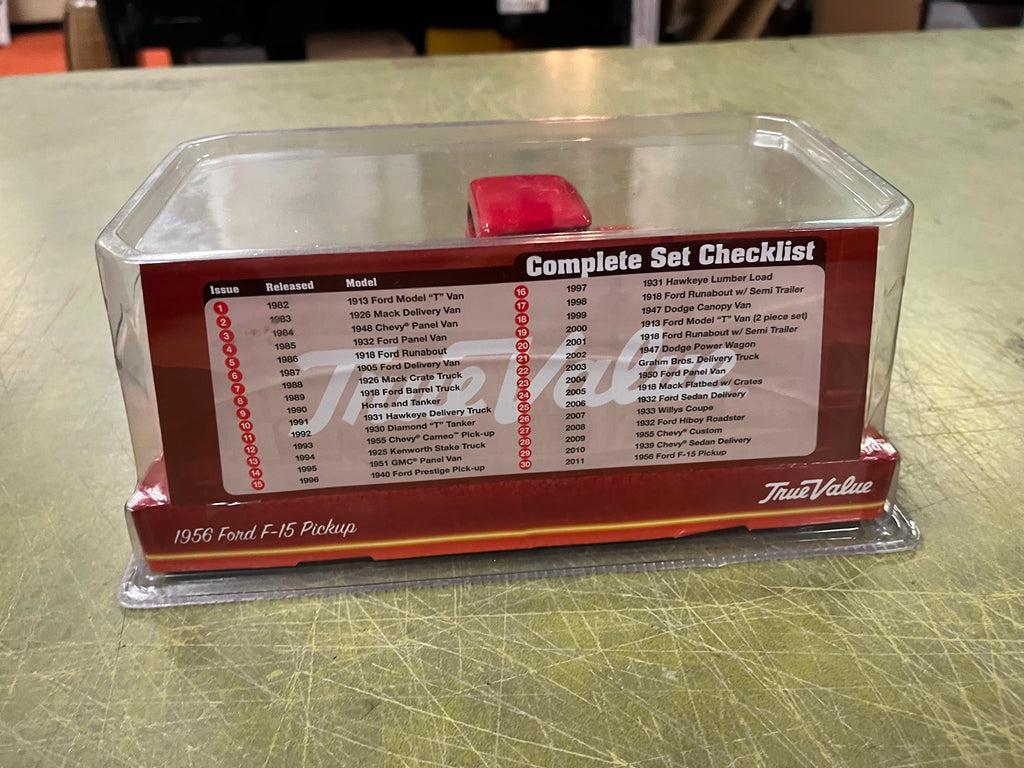 Complete Set Checklist
Issue Released Model
1 1982 1913 Ford Model "T" Van
2 1983 1926 Mack Delivery Van
3 1984 1948 Chevy® Panel Van
4 1985 1932 Ford Panel Van
5 1986 1918 Ford Runabout
6 1987 1905 Ford Delivery Van
7 1988 1926 Mack Crate Truck
8 1989 1918 Ford Barrel Truck
9 1990 Horse and Tanker
10 1991 1931 Hawkeye Delivery Truck
11 1992 1930 Diamond "T" Tanker
12 1993 1955 Chevy® Cameo™ Pick-up
13 1994 1925 Kenworth Stake Truck
14 1995 1951 GMC® Panel Van
15 1996 1940 Ford Prestige Pick-up
16 1997 1931 Hawkeye Lumber Load
17 1998 1918 Ford Runabout w/ Semi Trailer
18 1999 1947 Dodge Canopy Van
19 2000 1913 Ford Model "T" Van (2 piece set)
20 2001 1918 Ford Runabout w/ Semi Trailer
21 2002 1947 Dodge Power Wagon
22 2003 Grahm Bros. Delivery Truck
23 2004 1950 Ford Panel Van
24 2005 1918 Mack Flatbed w/ Crates
25 2006 1932 Ford Sedan Delivery
26 2007 1933 Willys Coupe
27 2008 1932 Ford Hiboy Roadster
28 2009 1955 Chevy® Custom
29 2010 1939 Chevy® Sedan Delivery
30 2011 1956 Ford F-15 Pickup
True Value
1956 Ford F-15 Pickup
True Value